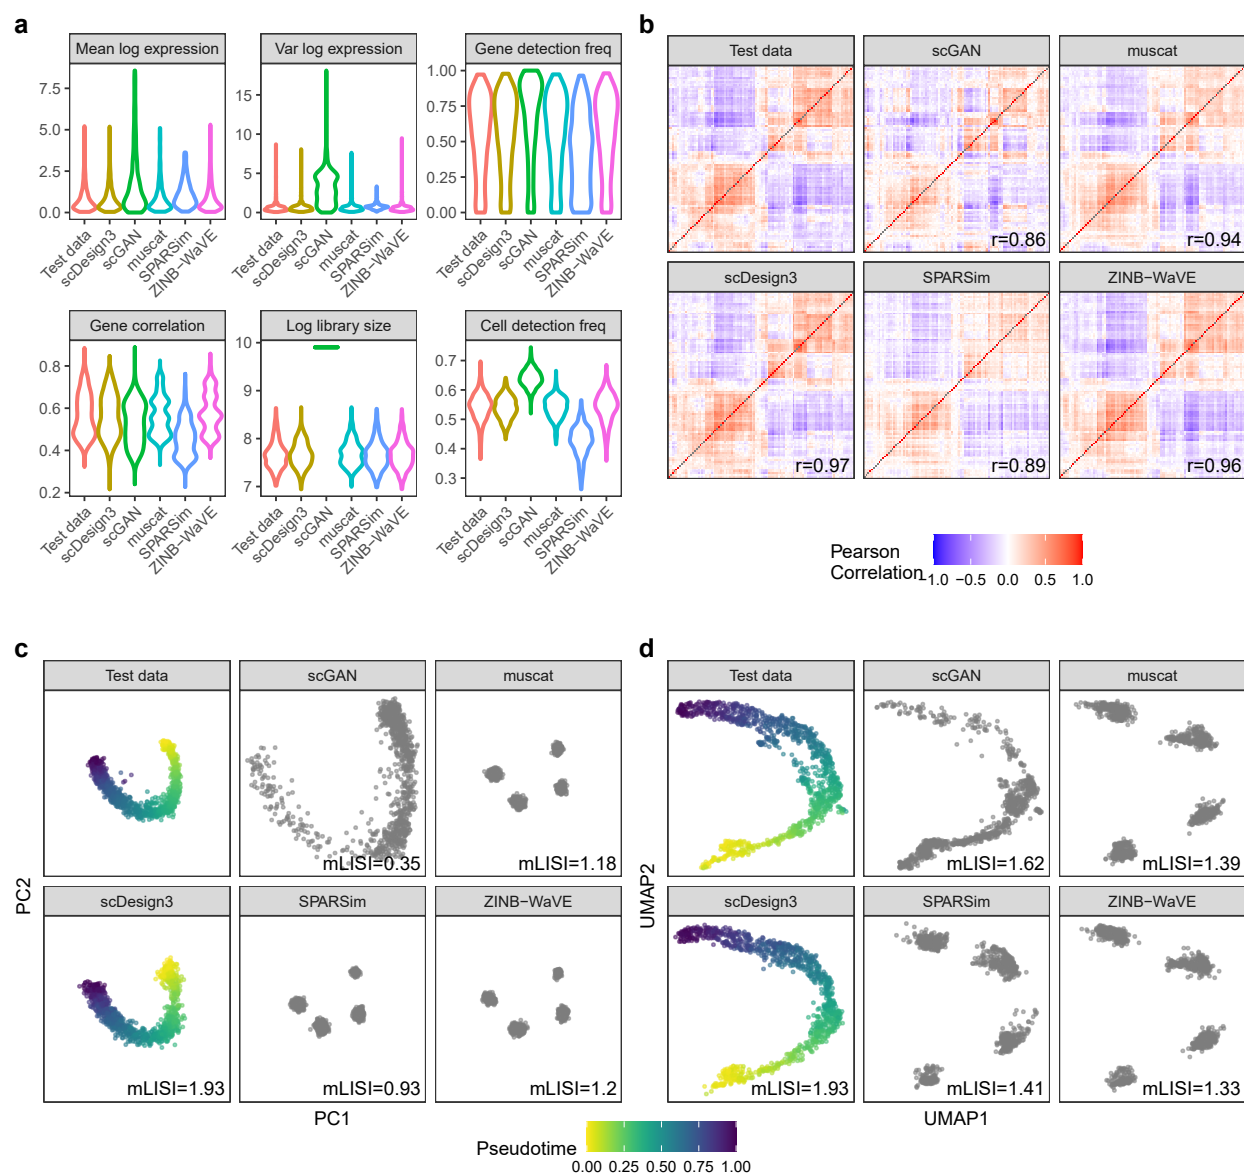 a
Mean log expression
Var log expression
Gene detection freq
7.5
5.0
2.5
0.0
15
10
5
0
1.00
0.75
0.50
0.25
0.00
Test data
scDesign3
scGAN
muscat
SPARSim
ZINB−WaVE
Test data
scDesign3
scGAN
muscat
SPARSim
ZINB−WaVE
Test data
scDesign3
scGAN
muscat
SPARSim
ZINB−WaVE
Gene correlation
Log library size
Cell detection freq
0.8
0.6
0.4
0.2
10
9
8
7
0.7
0.6
0.5
0.4
0.3
Test data
scDesign3
scGAN
muscat
SPARSim
ZINB−WaVE
Test data
scDesign3
scGAN
muscat
SPARSim
ZINB−WaVE
Test data
scDesign3
scGAN
muscat
SPARSim
ZINB−WaVE
b
Test data
scGAN
muscat
r=0.86
r=0.94
scDesign3
SPARSim
ZINB−WaVE
r=0.97
r=0.89
r=0.96
Pearson
Correlation
−1.0 −0.5 0.0 0.5 1.0
c
Test data
scGAN
muscat
mLISI=0.35
mLISI=1.18
scDesign3
SPARSim
ZINB−WaVE
mLISI=1.93
mLISI=0.93
mLISI=1.2
PC2
PC1
d
Test data
scGAN
muscat
mLISI=1.62
mLISI=1.39
scDesign3
SPARSim
ZINB−WaVE
mLISI=1.93
mLISI=1.41
mLISI=1.33
UMAP2
UMAP1
Pseudotime
0.00 0.25 0.50 0.75 1.00